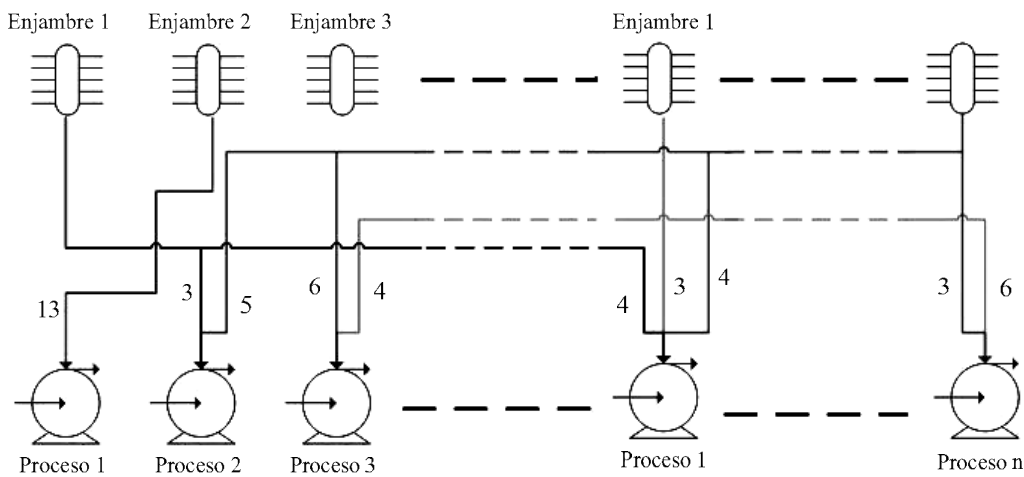 Enjambre 1 Enjambre 2 Enjambre 3 Enjambre 1
13 3 5 6 4 4 3 4 3 6
Proceso 1 Proceso 2 Proceso 3 Proceso 1 Proceso n